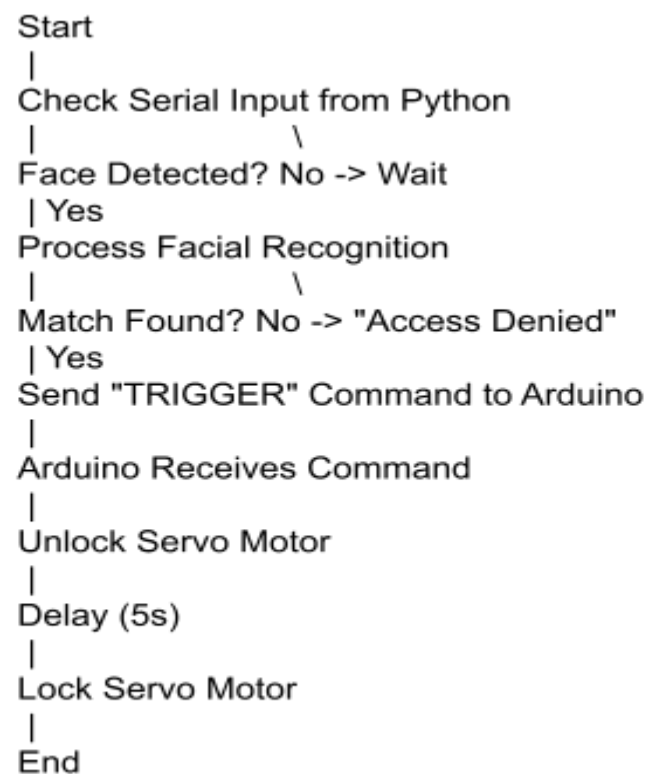 Start
|
Check Serial Input from Python
| \
Face Detected? No -> Wait
| Yes
Process Facial Recognition
| \
Match Found? No -> "Access Denied"
| Yes
Send "TRIGGER" Command to Arduino
|
Arduino Receives Command
|
Unlock Servo Motor
|
Delay (5s)
|
Lock Servo Motor
|
End